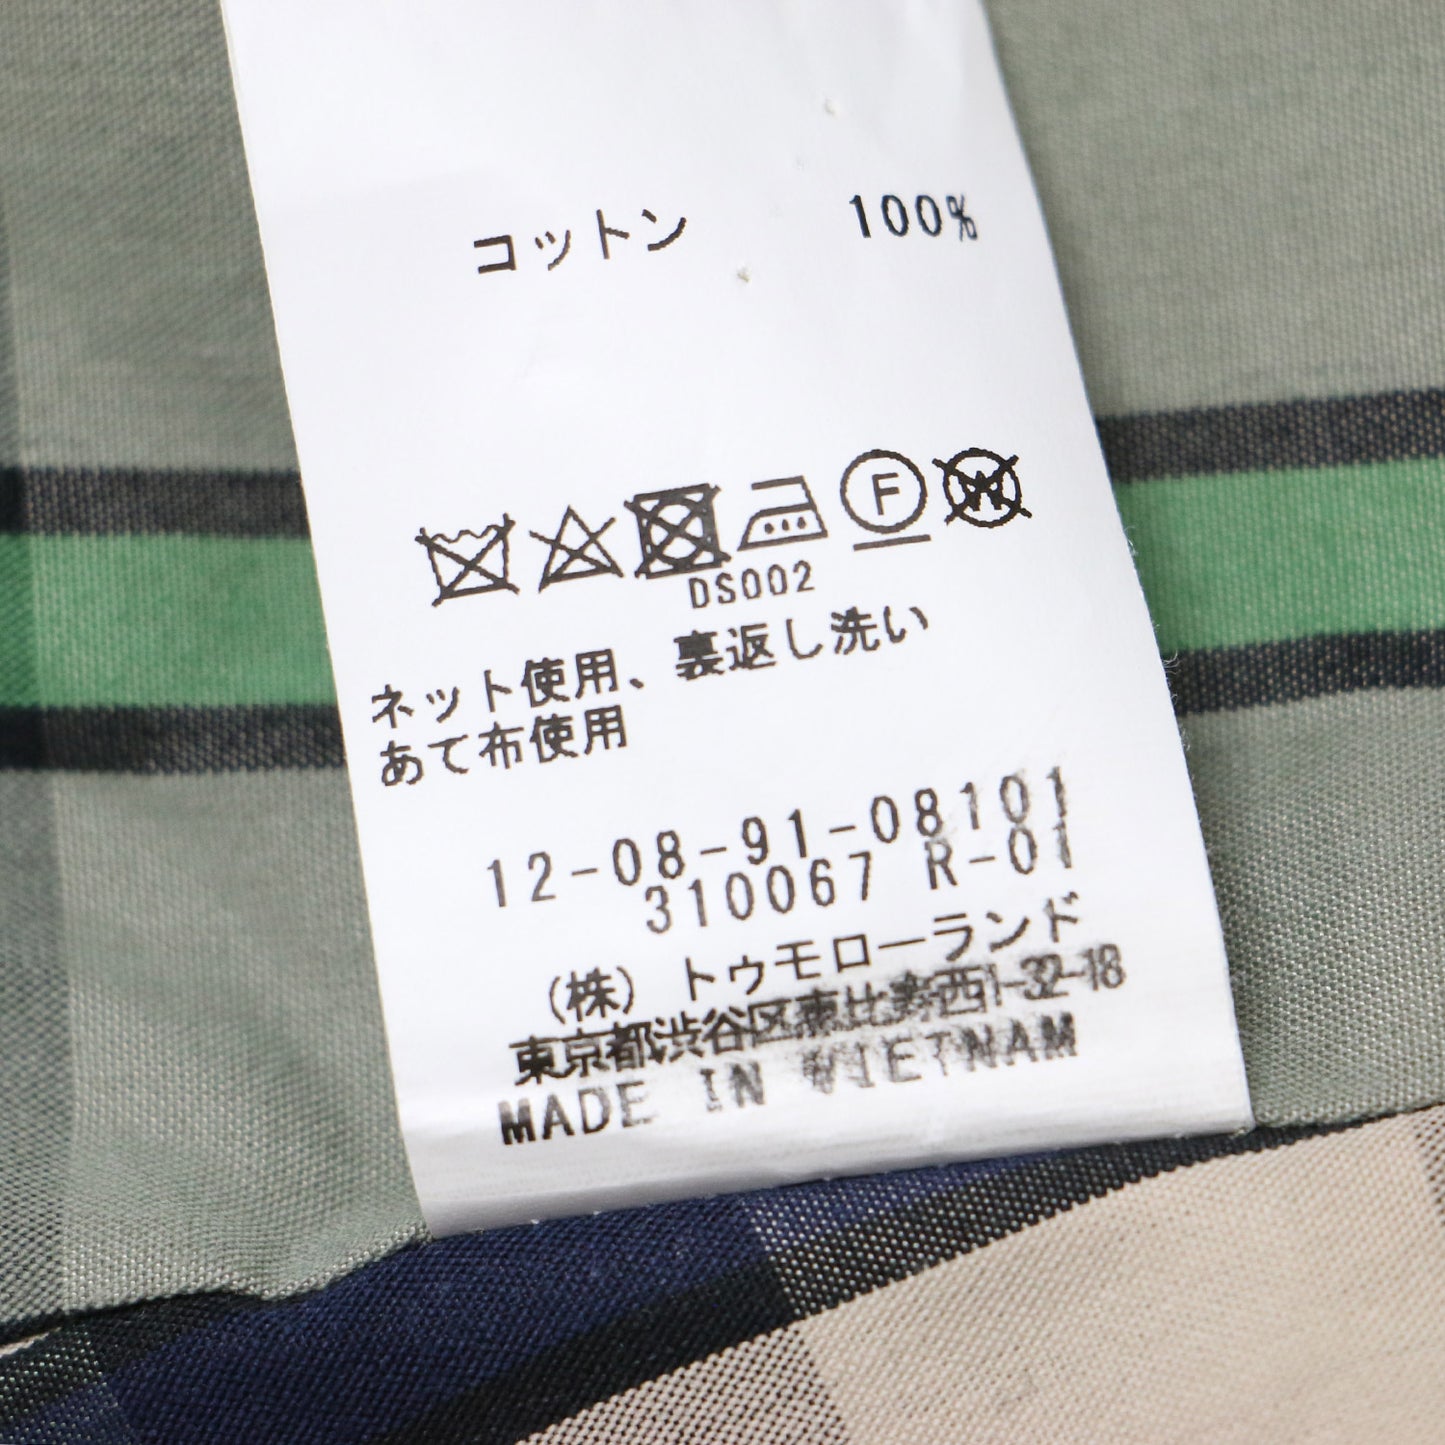 コットン 100%
F W
DS002
ネット使用、裏返し洗い
あて布使用
12-08-91-08101
310067 R-01
(株) トゥモローランド
東京都渋谷区東比恵西1-32-18
MADE IN VIETNAM